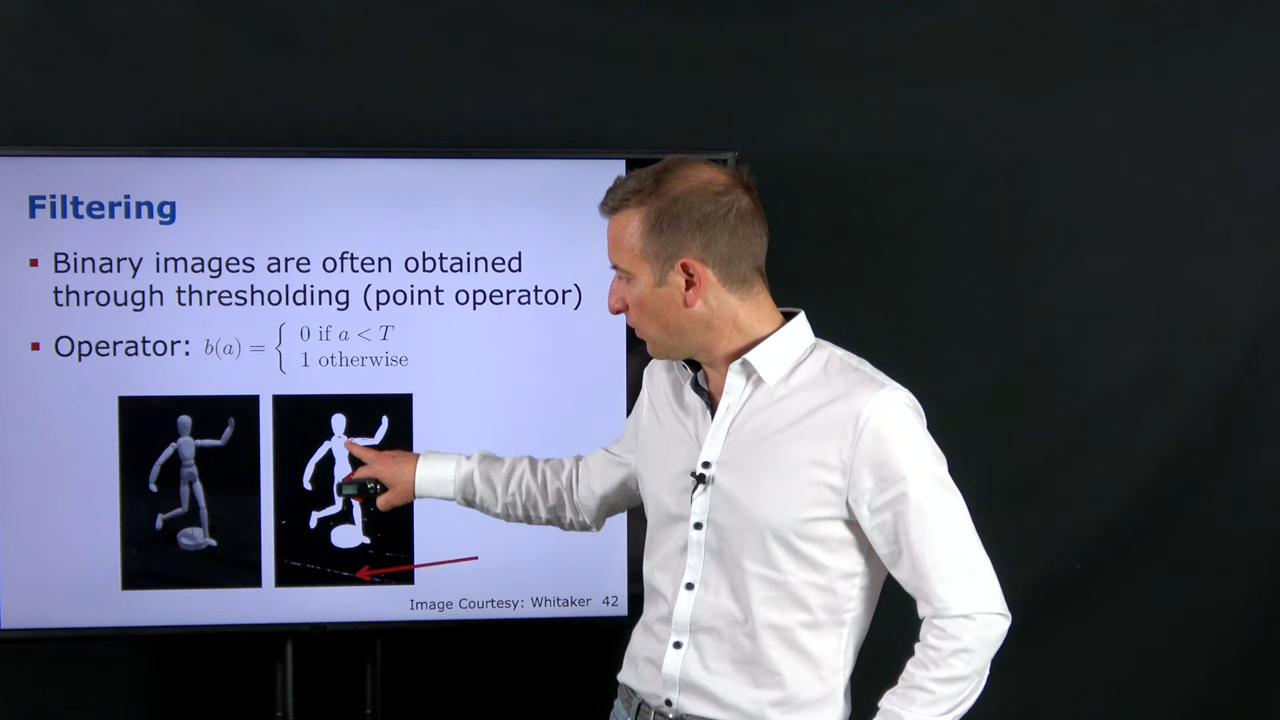 Filtering
▪ Binary images are often obtained
through thresholding (point operator)
▪ Operator: b(a) = { 0 if a < T
1 otherwise
Image Courtesy: Whitaker 42